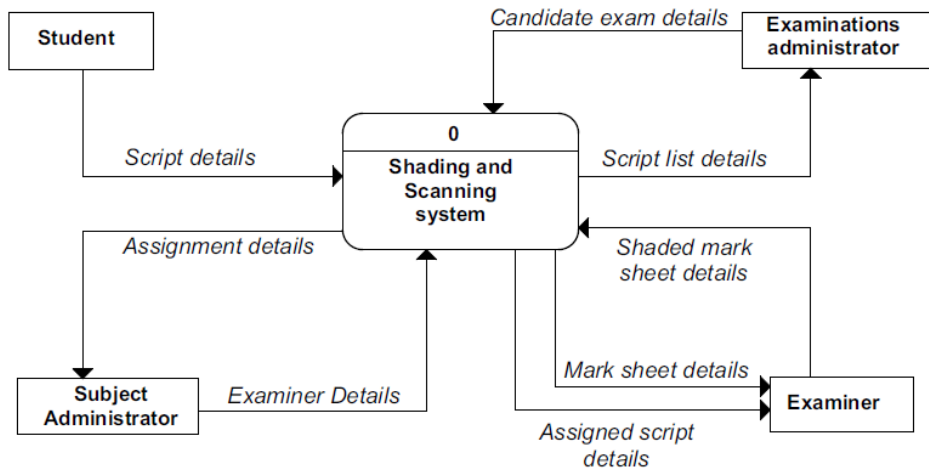 Student
Candidate exam details
Examinations
administrator
0
Shading and
Scanning
system
Script details
Script list details
Assignment details
Shaded mark
sheet details
Subject
Administrator
Examiner Details
Mark sheet details
Examiner
Assigned script
details